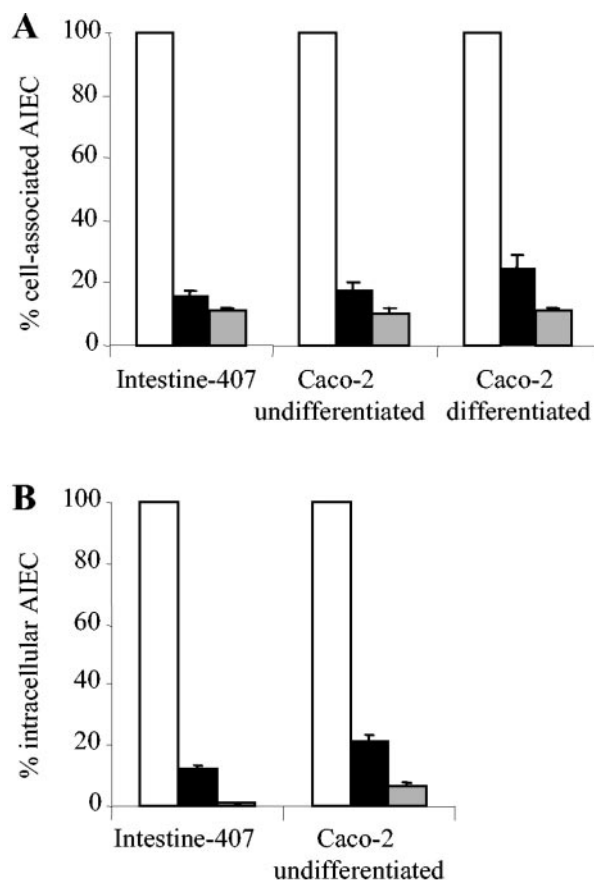 A
% cell-associated AIEC
100
80
60
40
20
0
Intestine-407
Caco-2
undifferentiated
Caco-2
differentiated
B
% intracellular AIEC
100
80
60
40
20
0
Intestine-407
Caco-2
undifferentiated